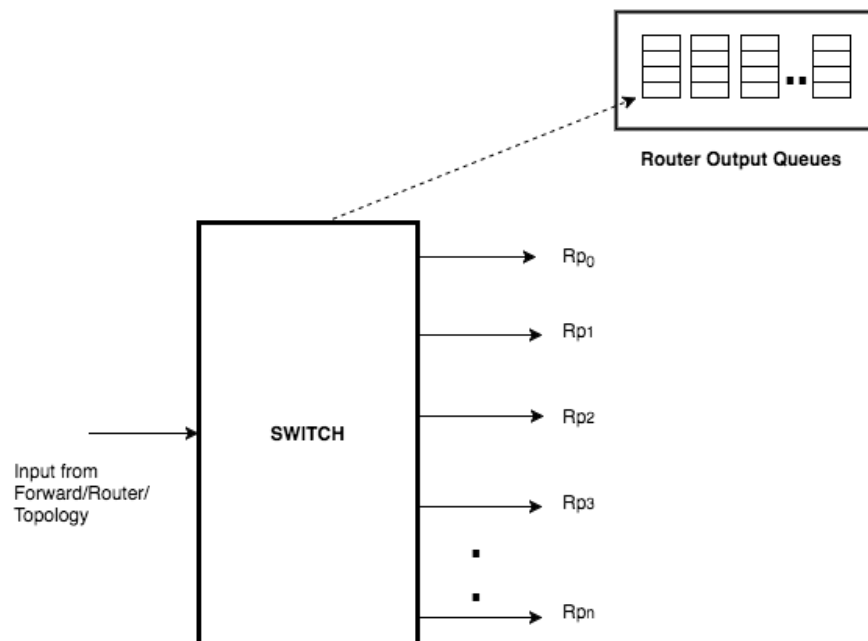 Router Output Queues
Rp0
Rp1
Rp2
SWITCH
Input from
Forward/Router/
Topology
Rp3
Rpn